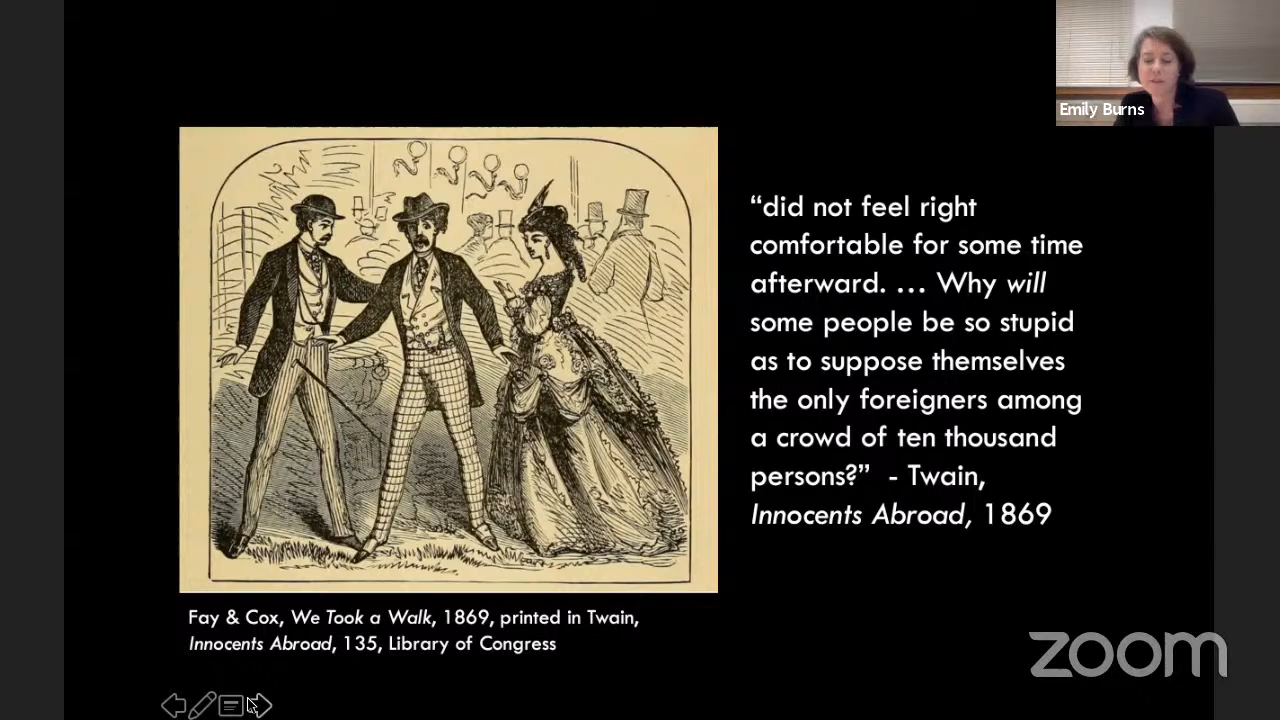 Emily Burns
“did not feel right
comfortable for some time
afterward. … Why will
some people be so stupid
as to suppose themselves
the only foreigners among
a crowd of ten thousand
persons?” - Twain,
Innocents Abroad, 1869
Fay & Cox, We Took a Walk, 1869, printed in Twain,
Innocents Abroad, 135, Library of Congress
zoom